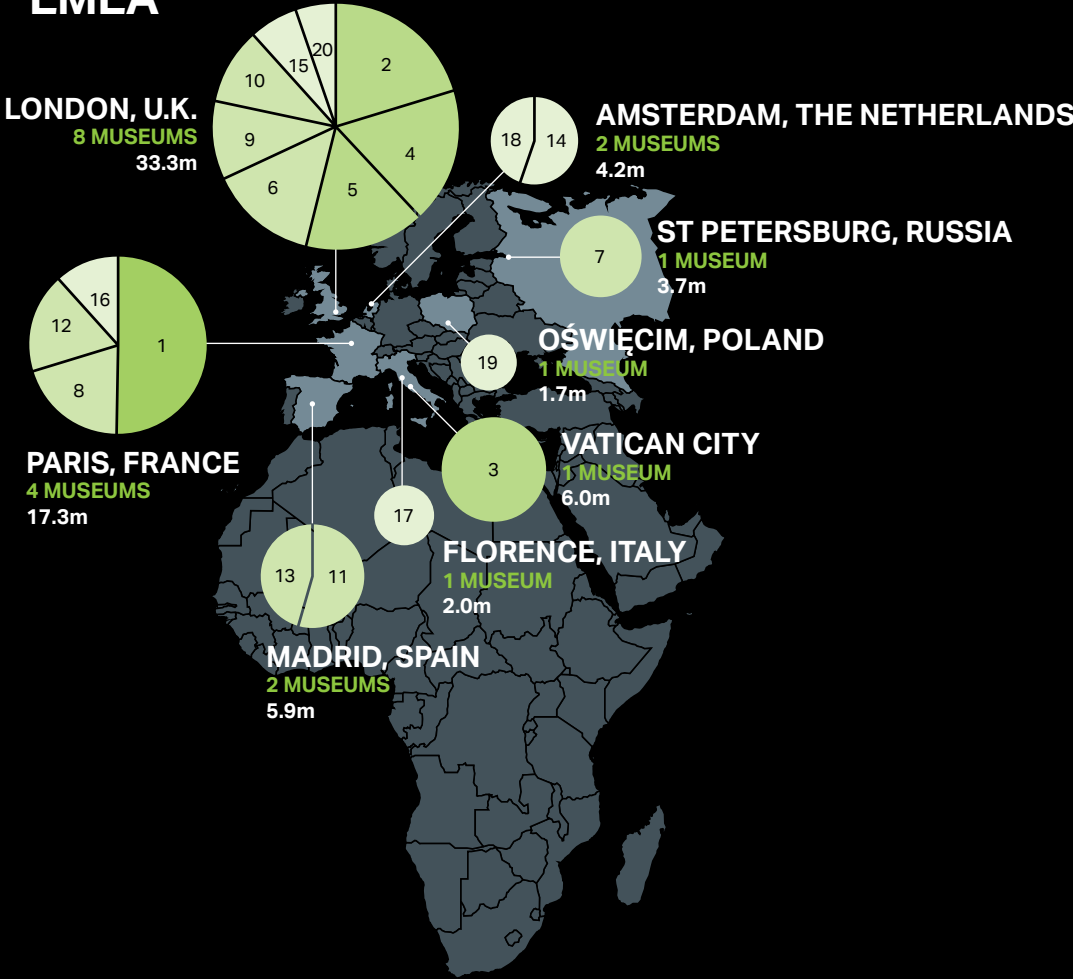 EMEA
LONDON, U.K.
8 MUSEUMS
33.3m
20
2
15
10
9
4
6
5
AMSTERDAM, THE NETHERLANDS
2 MUSEUMS
4.2m
18
14
ST PETERSBURG, RUSSIA
1 MUSEUM
3.7m
7
16
12
1
8
PARIS, FRANCE
4 MUSEUMS
17.3m
OŚWIĘCIM, POLAND
1 MUSEUM
1.7m
19
VATICAN CITY
1 MUSEUM
6.0m
3
17
FLORENCE, ITALY
1 MUSEUM
2.0m
13
11
MADRID, SPAIN
2 MUSEUMS
5.9m